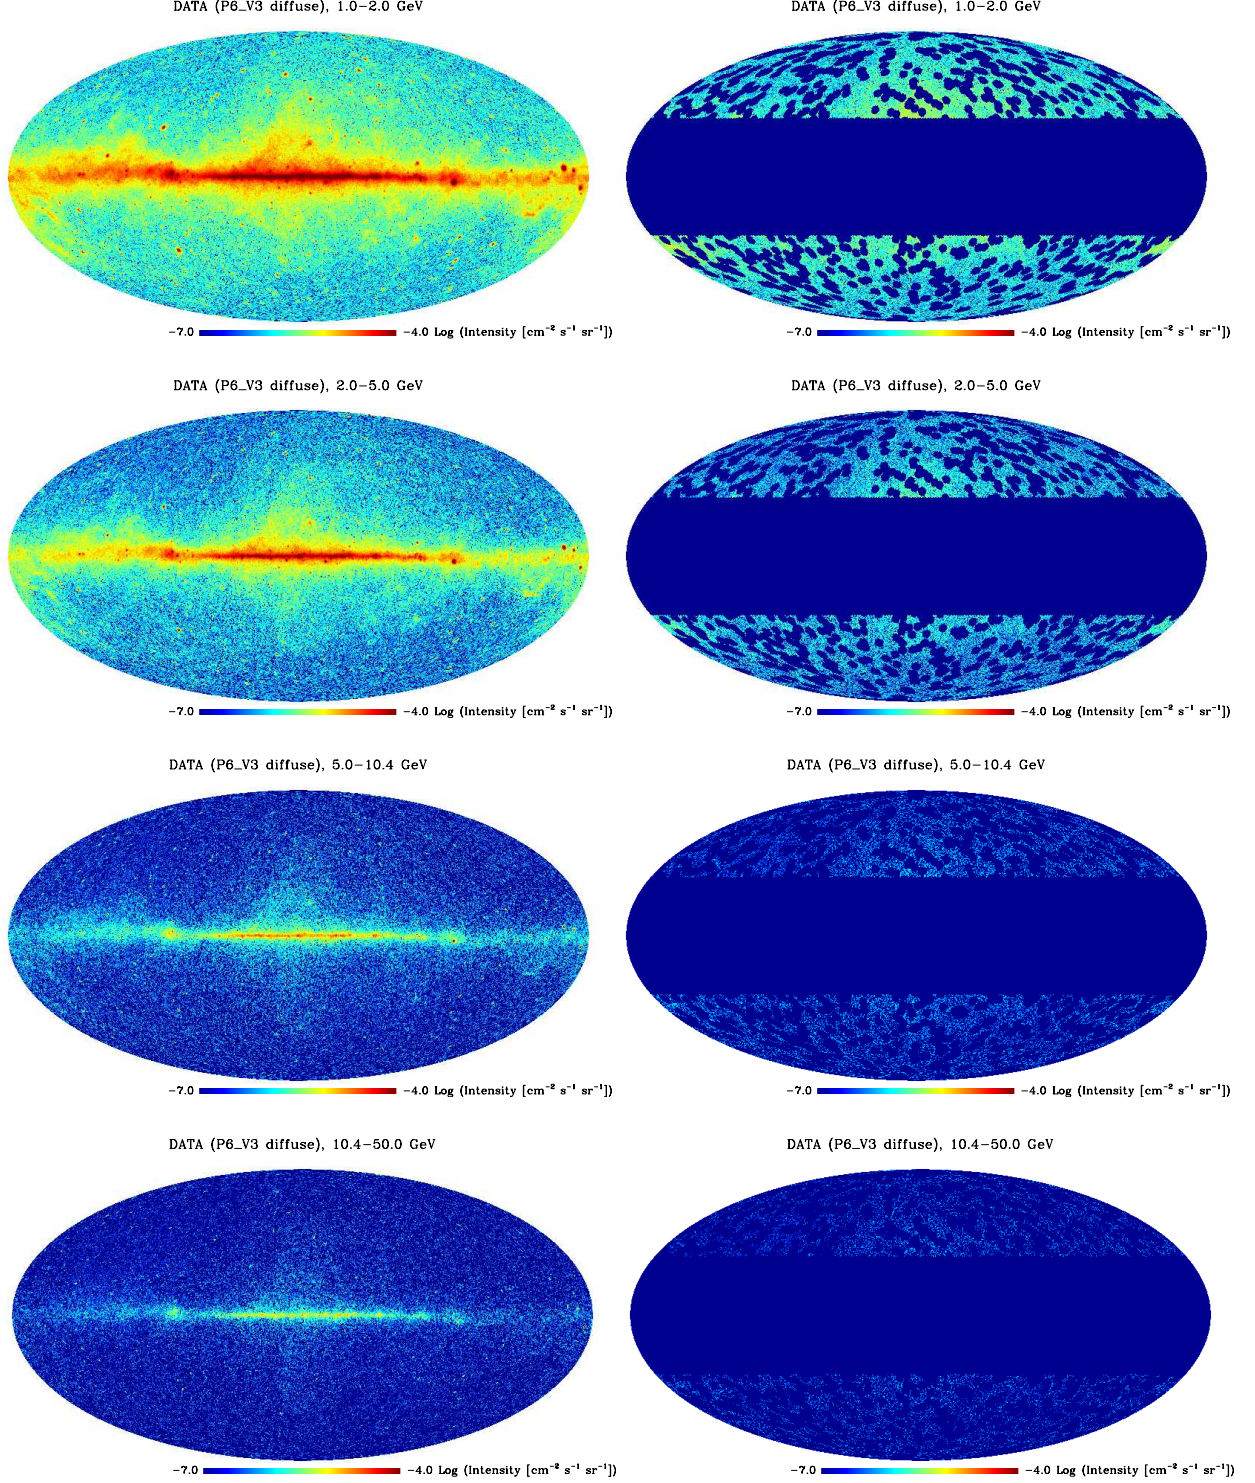 DATA (P6_V3 diffuse), 1.0−2.0 GeV
DATA (P6_V3 diffuse), 1.0−2.0 GeV
−7.0 −4.0 Log (Intensity [cm⁻² s⁻¹ sr⁻¹])
−7.0 −4.0 Log (Intensity [cm⁻² s⁻¹ sr⁻¹])
DATA (P6_V3 diffuse), 2.0−5.0 GeV
DATA (P6_V3 diffuse), 2.0−5.0 GeV
−7.0 −4.0 Log (Intensity [cm⁻² s⁻¹ sr⁻¹])
−7.0 −4.0 Log (Intensity [cm⁻² s⁻¹ sr⁻¹])
DATA (P6_V3 diffuse), 5.0−10.4 GeV
DATA (P6_V3 diffuse), 5.0−10.4 GeV
−7.0 −4.0 Log (Intensity [cm⁻² s⁻¹ sr⁻¹])
−7.0 −4.0 Log (Intensity [cm⁻² s⁻¹ sr⁻¹])
DATA (P6_V3 diffuse), 10.4−50.0 GeV
DATA (P6_V3 diffuse), 10.4−50.0 GeV
−7.0 −4.0 Log (Intensity [cm⁻² s⁻¹ sr⁻¹])
−7.0 −4.0 Log (Intensity [cm⁻² s⁻¹ sr⁻¹])